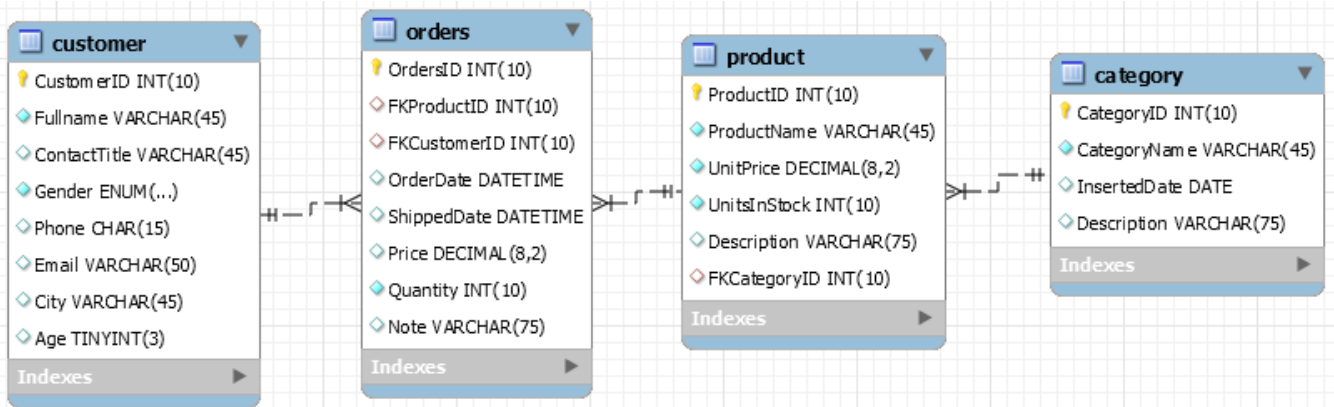 customer
CustomerID INT(10)
Fullname VARCHAR(45)
ContactTitle VARCHAR(45)
Gender ENUM(...)
Phone CHAR(15)
Email VARCHAR(50)
City VARCHAR(45)
Age TINYINT(3)
Indexes
orders
OrdersID INT(10)
FKProductID INT(10)
FKCustomerID INT(10)
OrderDate DATETIME
ShippedDate DATETIME
Price DECIMAL(8,2)
Quantity INT(10)
Note VARCHAR(75)
Indexes
product
ProductID INT(10)
ProductName VARCHAR(45)
UnitPrice DECIMAL(8,2)
UnitsInStock INT(10)
Description VARCHAR(75)
FKCategoryID INT(10)
Indexes
category
CategoryID INT(10)
CategoryName VARCHAR(45)
InsertedDate DATE
Description VARCHAR(75)
Indexes